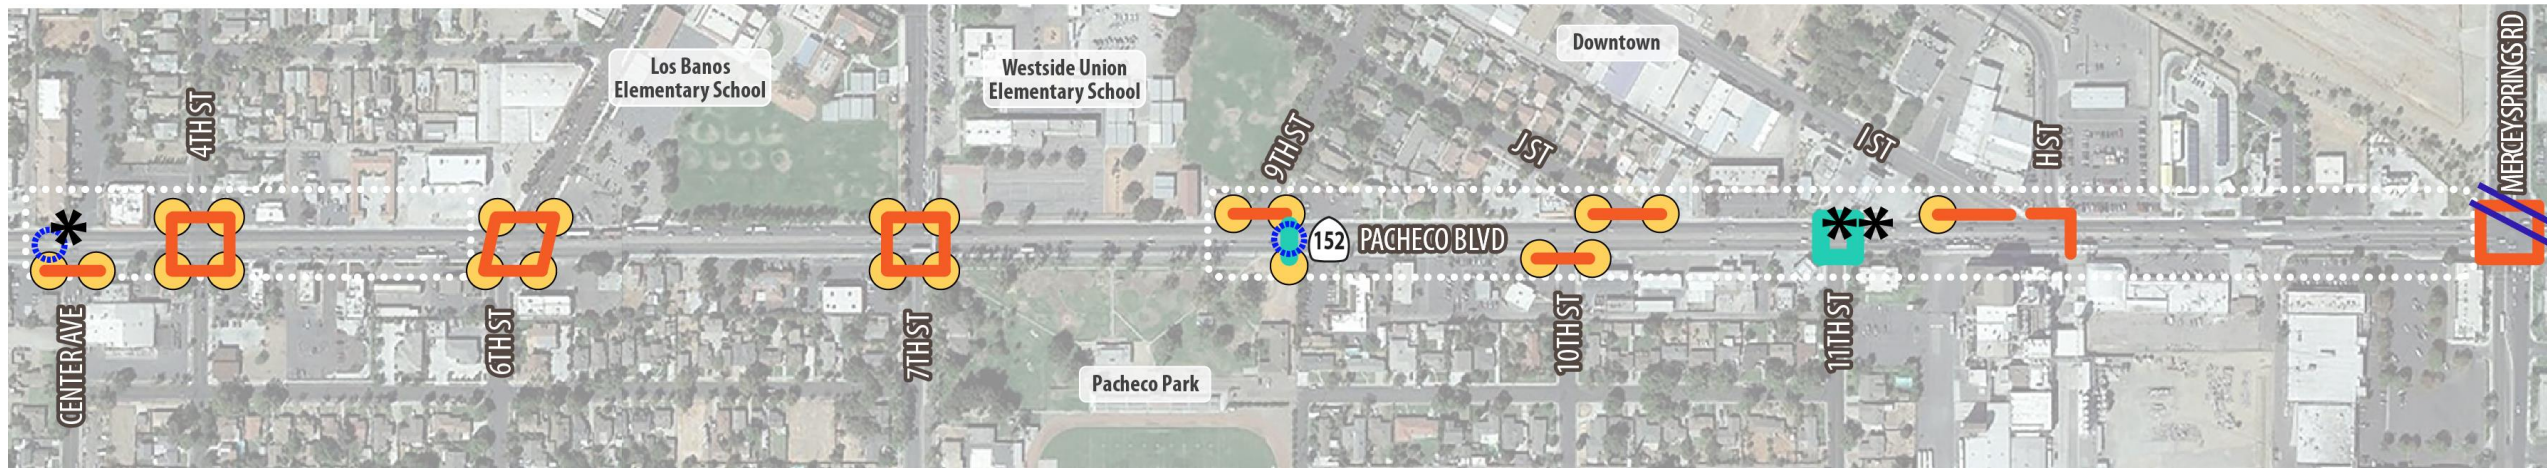 4TH ST
Los Banos
Elementary School
Westside Union
Elementary School
Downtown
9TH ST
J ST
I ST
H ST
MERCEY SPRINGS RD
152
PACHECO BLVD
CENTER AVE
6TH ST
7TH ST
Pacheco Park
10TH ST
11TH ST